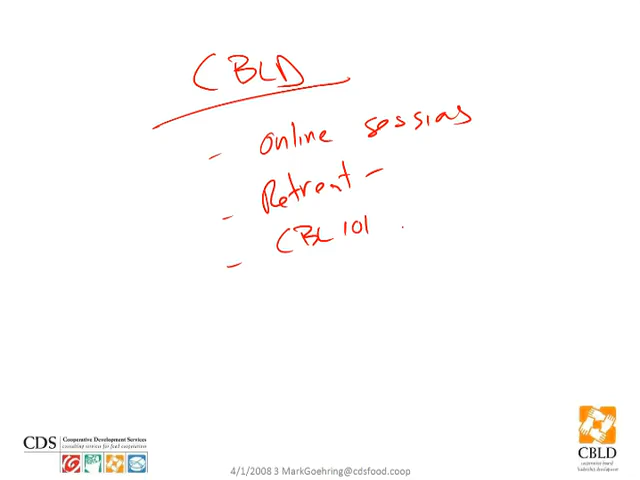 CBLD
- Online sessions
- Retreat -
- CBL 101
CDS Cooperative Development Services
consulting services for food cooperatives
CBLD
cooperative board
leadership development
4/1/2008 3 MarkGoehring@cdsfood.coop